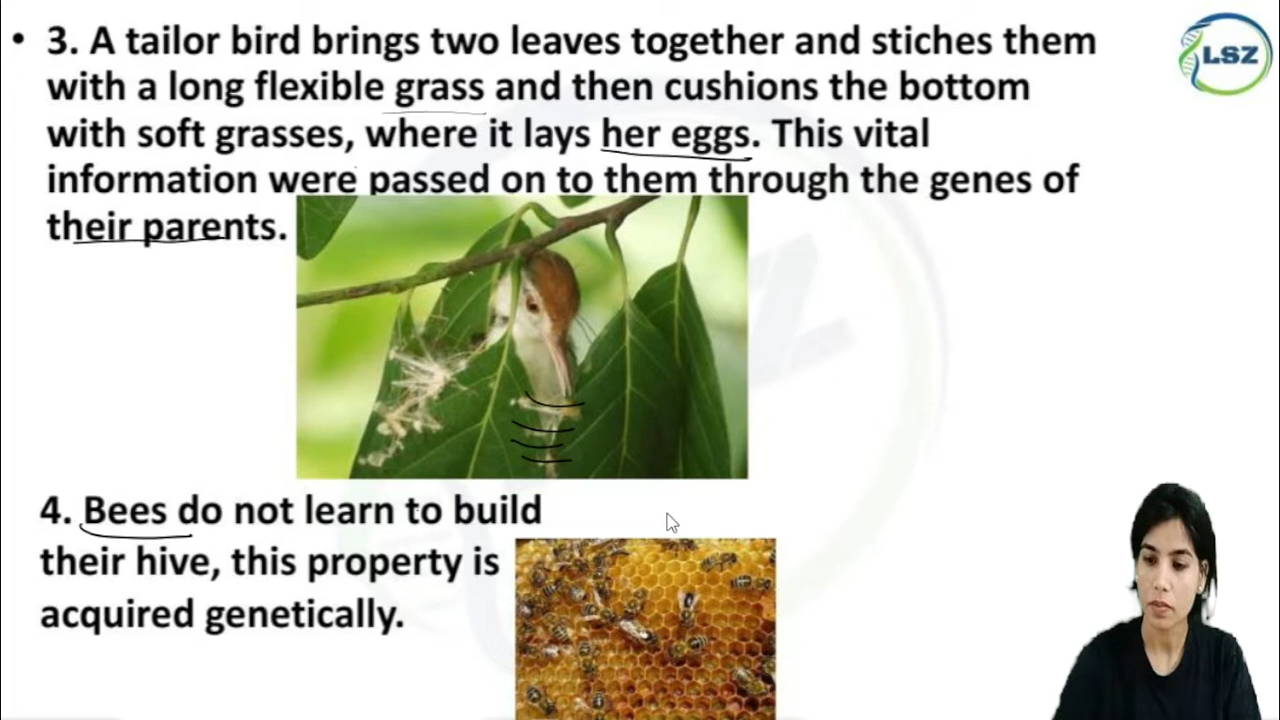 • 3. A tailor bird brings two leaves together and stiches them
with a long flexible grass and then cushions the bottom
with soft grasses, where it lays her eggs. This vital
information were passed on to them through the genes of
their parents.
4. Bees do not learn to build
their hive, this property is
acquired genetically.
LSZ